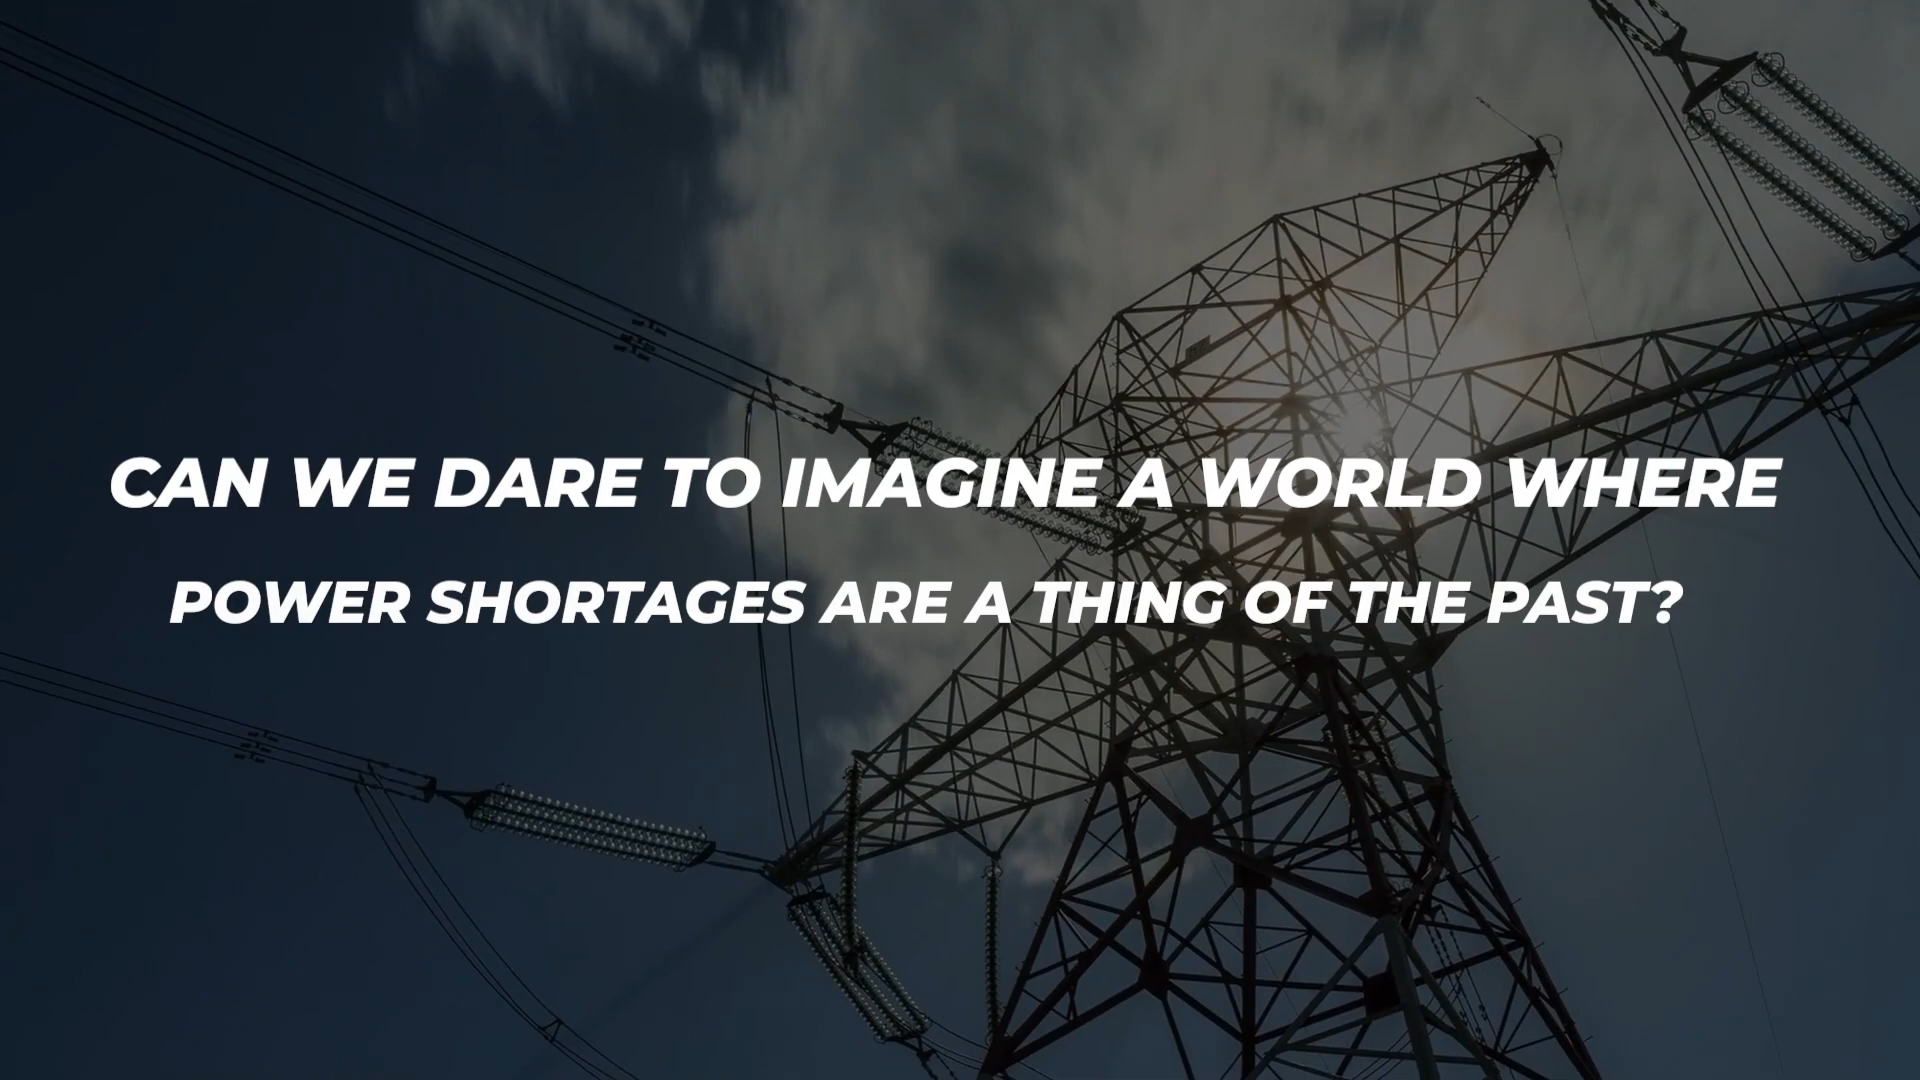 CAN WE DARE TO IMAGINE A WORLD WHERE
POWER SHORTAGES ARE A THING OF THE PAST?